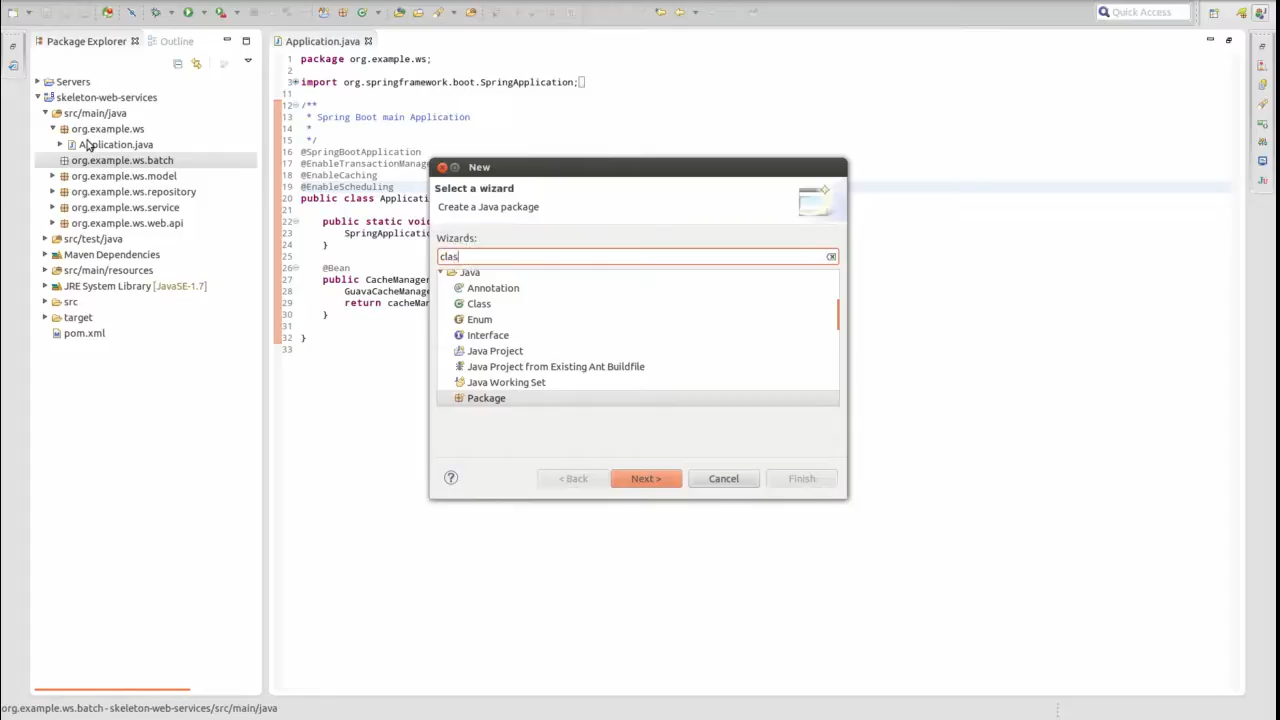 Quick Access
Package Explorer
Outline
Servers
skeleton-web-services
src/main/java
org.example.ws
Application.java
org.example.ws.batch
org.example.ws.model
org.example.ws.repository
org.example.ws.service
org.example.ws.web.api
src/test/java
Maven Dependencies
src/main/resources
JRE System Library [JavaSE-1.7]
src
target
pom.xml
Application.java
1 package org.example.ws;
2
3 import org.springframework.boot.SpringApplication;
11
12 /**
13 * Spring Boot main Application
14 *
15 */
16 @SpringBootApplication
17 @EnableTransactionManage
18 @EnableCaching
19 @EnableScheduling
20 public class Applicati
21
22 public static void
23 SpringApplicatio
24 }
25
26 @Bean
27 public CacheManager
28 GuavaCacheManage
29 return cacheMan
30 }
31
32 }
33
New
Select a wizard
Create a Java package
Wizards:
clas
Java
Annotation
Class
Enum
Interface
Java Project
Java Project from Existing Ant Buildfile
Java Working Set
Package
< Back
Next >
Cancel
Finish
org.example.ws.batch - skeleton-web-services/src/main/java